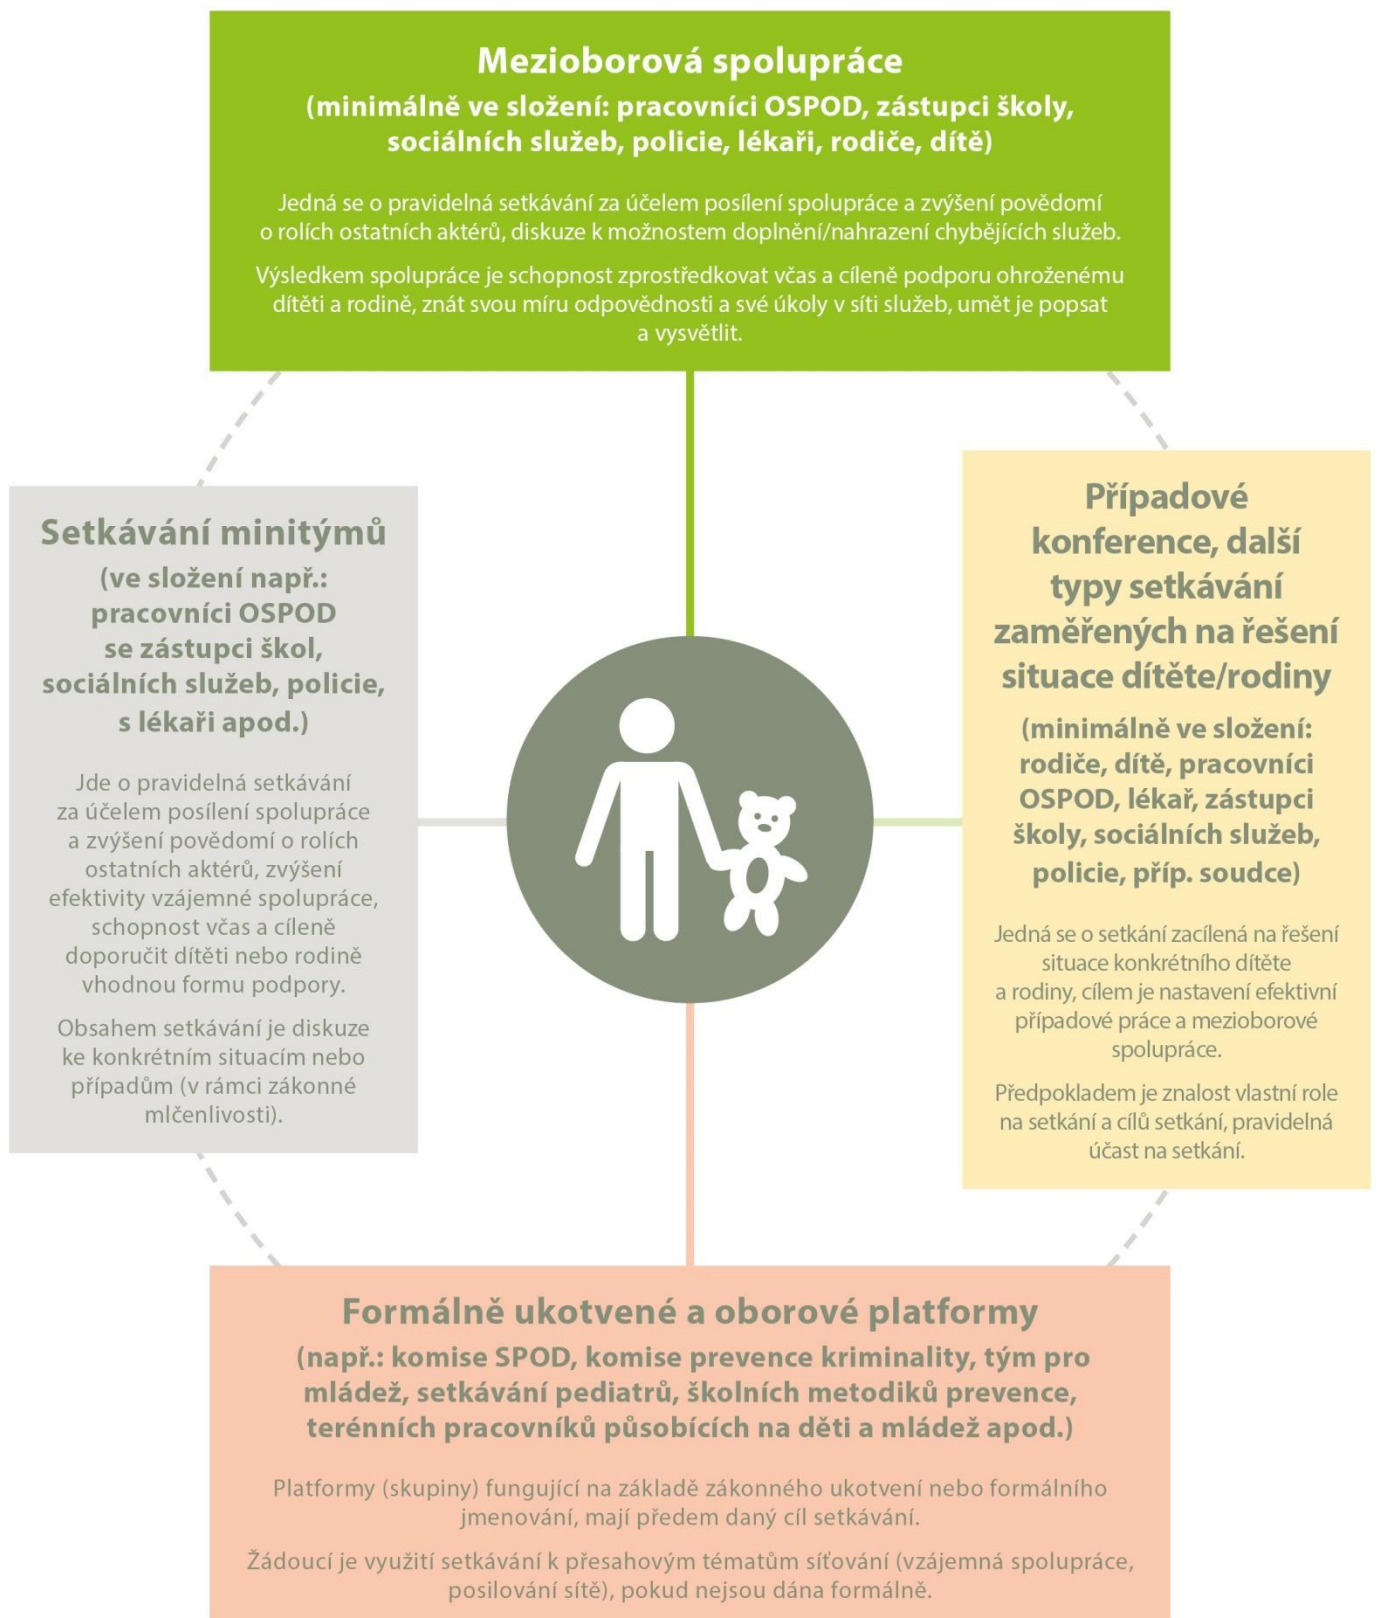 Mezioborová spolupráce
(minimálně ve složení: pracovníci OSPOD, zástupci školy,
sociálních služeb, policie, lékaři, rodiče, dítě)
Jedná se o pravidelná setkávání za účelem posílení spolupráce a zvýšení povědomí
o rolích ostatních aktérů, diskuze k možnostem doplnění/nahrazení chybějících služeb.
Výsledkem spolupráce je schopnost zprostředkovat včas a cíleně podporu ohroženému
dítěti a rodině, znát svou míru odpovědnosti a své úkoly v síti služeb, umět je popsat
a vysvětlit.
Setkávání minitýmů
(ve složení např.:
pracovníci OSPOD
se zástupci škol,
sociálních služeb, policie,
s lékaři apod.)
Jde o pravidelná setkávání
za účelem posílení spolupráce
a zvýšení povědomí o rolích
ostatních aktérů, zvýšení
efektivity vzájemné spolupráce,
schopnost včas a cíleně
doporučit dítěti nebo rodině
vhodnou formu podpory.
Obsahem setkávání je diskuze
ke konkrétním situacím nebo
případům (v rámci zákonné
mlčenlivosti).
Případové
konference, další
typy setkávání
zaměřených na řešení
situace dítěte/rodiny
(minimálně ve složení:
rodiče, dítě, pracovníci
OSPOD, lékař, zástupci
školy, sociálních služeb,
policie, příp. soudce)
Jedná se o setkání zacílená na řešení
situace konkrétního dítěte
a rodiny, cílem je nastavení efektivní
případové práce a mezioborové
spolupráce.
Předpokladem je znalost vlastní role
na setkání a cílů setkání, pravidelná
účast na setkání.
Formálně ukotvené a oborové platformy
(např.: komise SPOD, komise prevence kriminality, tým pro
mládež, setkávání pediatrů, školních metodiků prevence,
terénních pracovníků působících na děti a mládež apod.)
Platformy (skupiny) fungující na základě zákonného ukotvení nebo formálního
jmenování, mají předem daný cíl setkávání.
Žádoucí je využití setkávání k přesahovým tématům síťování (vzájemná spolupráce,
posilování sítě), pokud nejsou dána formálně.